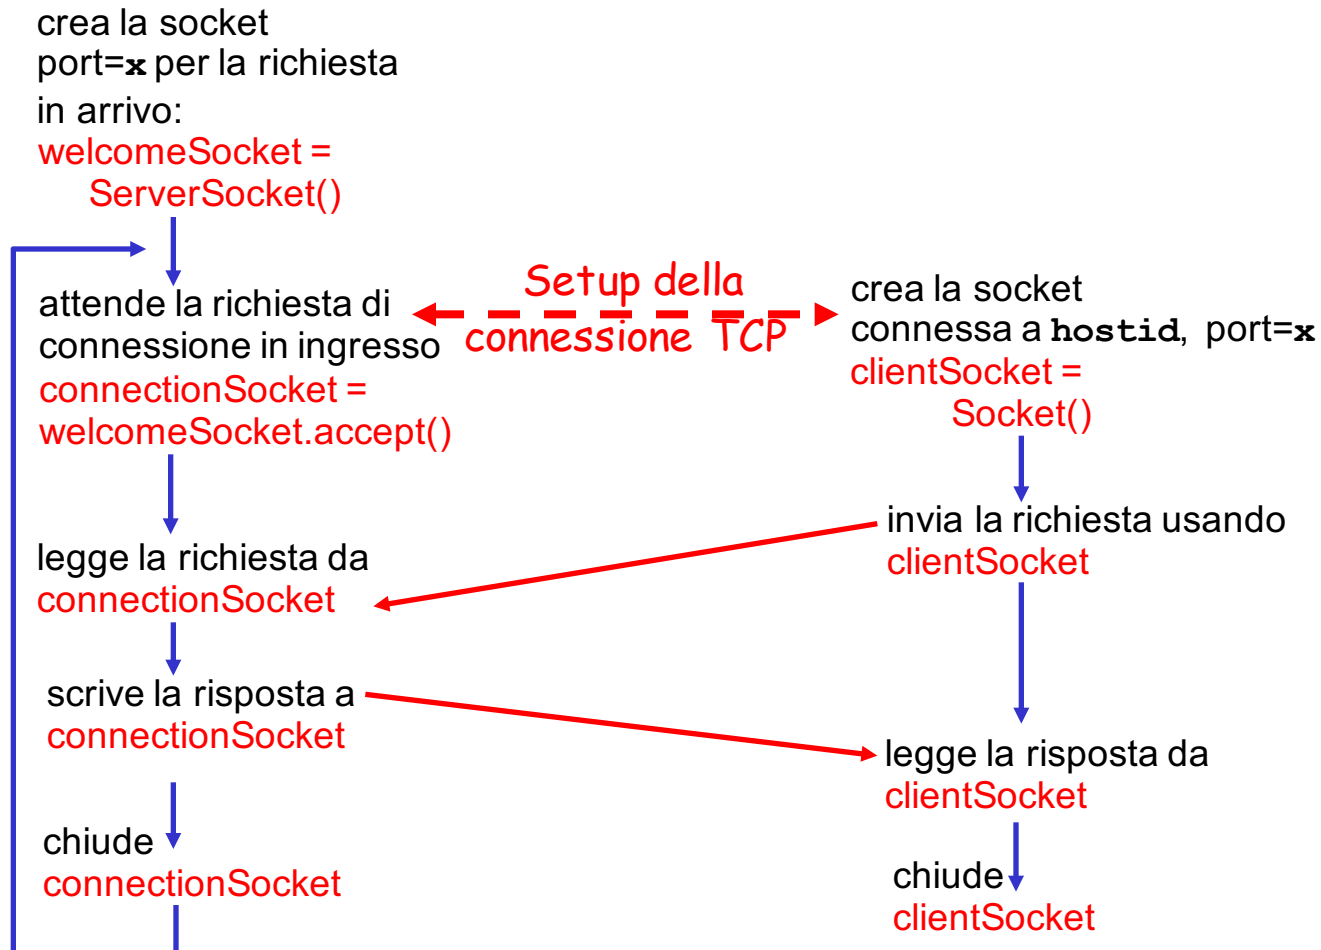 crea la socket
port=x per la richiesta
in arrivo:
welcomeSocket =
ServerSocket()
attende la richiesta di
connessione in ingresso
connectionSocket =
welcomeSocket.accept()
Setup della
connessione TCP
crea la socket
connessa a hostid, port=x
clientSocket =
Socket()
invia la richiesta usando
clientSocket
legge la richiesta da
connectionSocket
scrive la risposta a
connectionSocket
legge la risposta da
clientSocket
chiude
connectionSocket
chiude
clientSocket